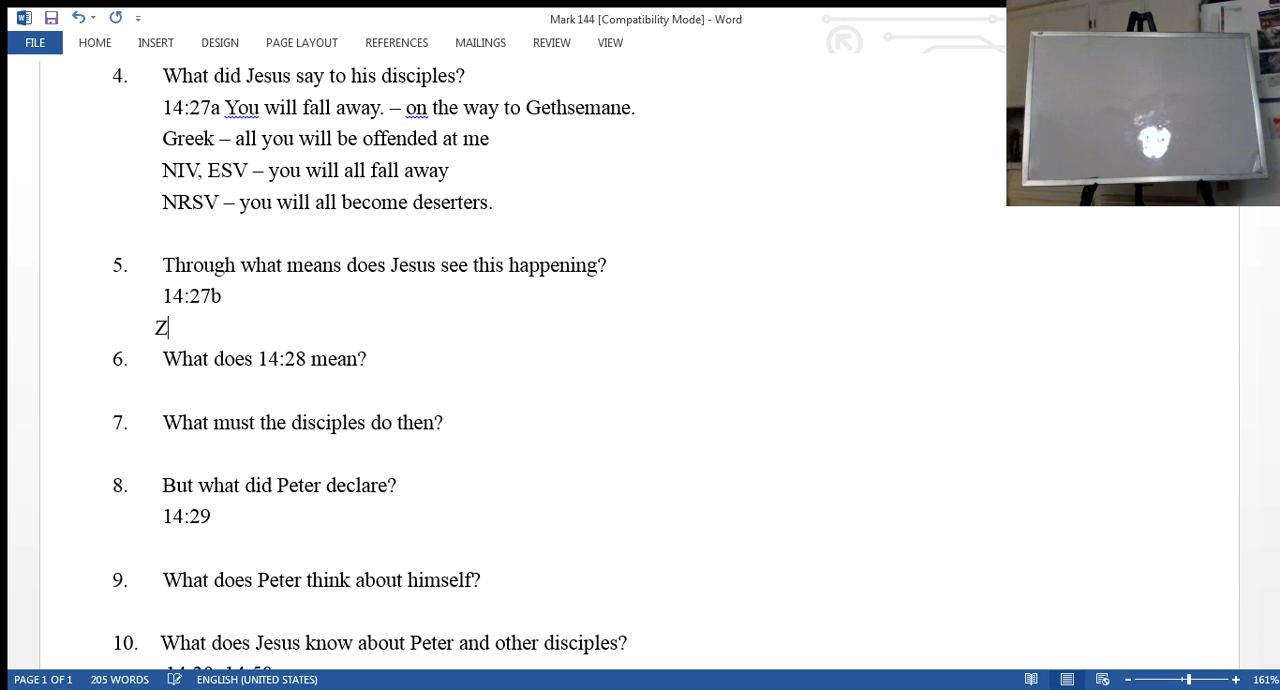 Mark 144 [Compatibility Mode] - Word
FILE HOME INSERT DESIGN PAGE LAYOUT REFERENCES MAILINGS REVIEW VIEW
4. What did Jesus say to his disciples?
14:27a You will fall away. – on the way to Gethsemane.
Greek – all you will be offended at me
NIV, ESV – you will all fall away
NRSV – you will all become deserters.
5. Through what means does Jesus see this happening?
14:27b
Z
6. What does 14:28 mean?
7. What must the disciples do then?
8. But what did Peter declare?
14:29
9. What does Peter think about himself?
10. What does Jesus know about Peter and other disciples?
PAGE 1 OF 1 205 WORDS ENGLISH (UNITED STATES) 161%